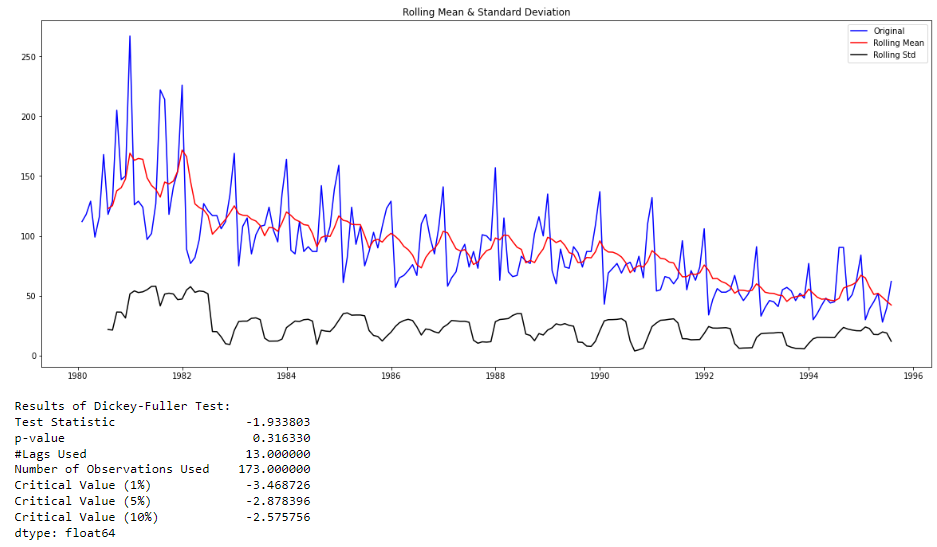 Rolling Mean & Standard Deviation
Original
Rolling Mean
Rolling Std
250
200
150
100
50
0
1980 1982 1984 1986 1988 1990 1992 1994 1996
Results of Dickey-Fuller Test:
Test Statistic -1.933803
p-value 0.316330
#Lags Used 13.000000
Number of Observations Used 173.000000
Critical Value (1%) -3.468726
Critical Value (5%) -2.878396
Critical Value (10%) -2.575756
dtype: float64